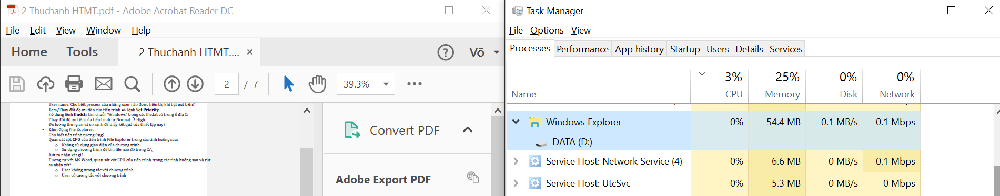 2 Thuchanh HTMT.pdf - Adobe Acrobat Reader DC
File Edit View Window Help
Home Tools 2 Thuchanh HTMT.... × ? Võ
2 / 7 39.3%
User name. Cho biết process của những user nào được hiển thị khi bật nút trên?
- Xem/Thay đổi độ ưu tiên của tiến trình => lệnh Set Priority
Sử dụng lệnh findstr tìm chuỗi "Windows" trong các file.txt có trong ổ đĩa C:
Thay đổi độ ưu tiên của tiến trình từ Normal → High.
Đo lường thời gian và so sánh để thấy kết quả của thiết lập này?
- Khởi động File Explorer.
Cho biết tiến trình tương ứng?
Quan sát cột CPU của tiến trình File Explorer trong các tình huống sau:
o Không sử dụng giao diện của chương trình
o Sử dụng chương trình để tìm file nào đó trong C:\
Rút ra nhận xét gì?
- Tương tự với MS Word, quan sát cột CPU của tiến trình trong các tình huống sau và rút
ra nhận xét?
o User không tương tác với chương trình
o User có tương tác với chương trình
Convert PDF
Adobe Export PDF
Task Manager
File Options View
Processes Performance App history Startup Users Details Services
3% 25% 0% 0%
Name CPU Memory Disk Network
Windows Explorer 0% 54.4 MB 0.1 MB/s 0.1 Mbps
DATA (D:)
Service Host: Network Service (4) 0% 6.6 MB 0 MB/s 0.1 Mbps
Service Host: UtcSvc 0% 5.3 MB 0 MB/s 0 Mbps